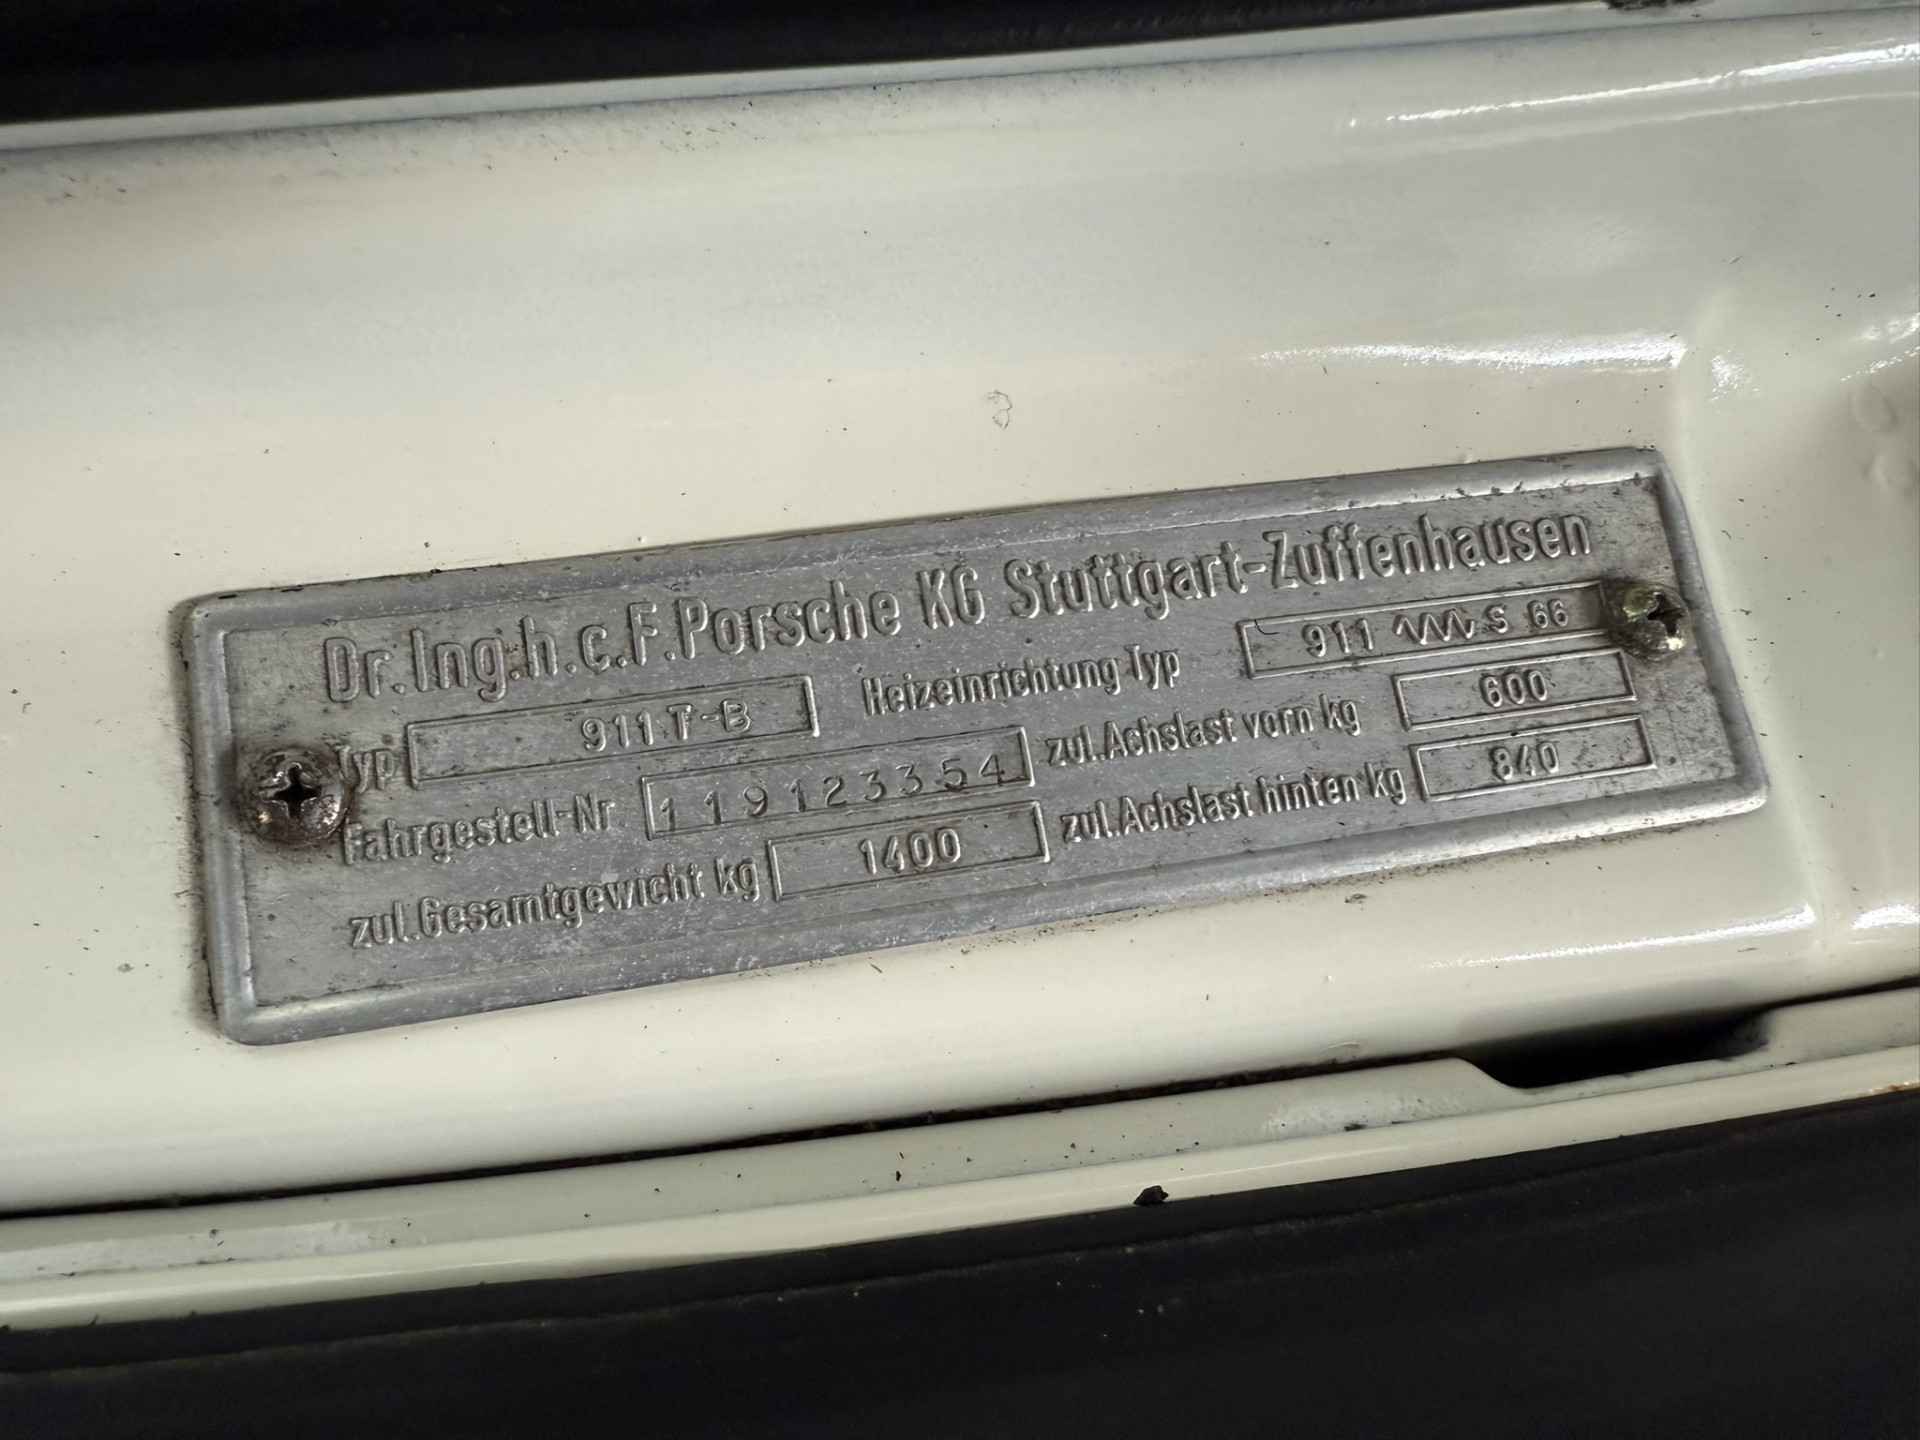 Dr.Ing.h.c.F.Porsche KG Stuttgart-Zuffenhausen
Typ 911 T-B Heizeinrichtung Typ 911 S 66
Fahrgestell-Nr 119123354 zul.Achslast vorn kg 600
zul.Gesamtgewicht kg 1400 zul.Achslast hinten kg 840